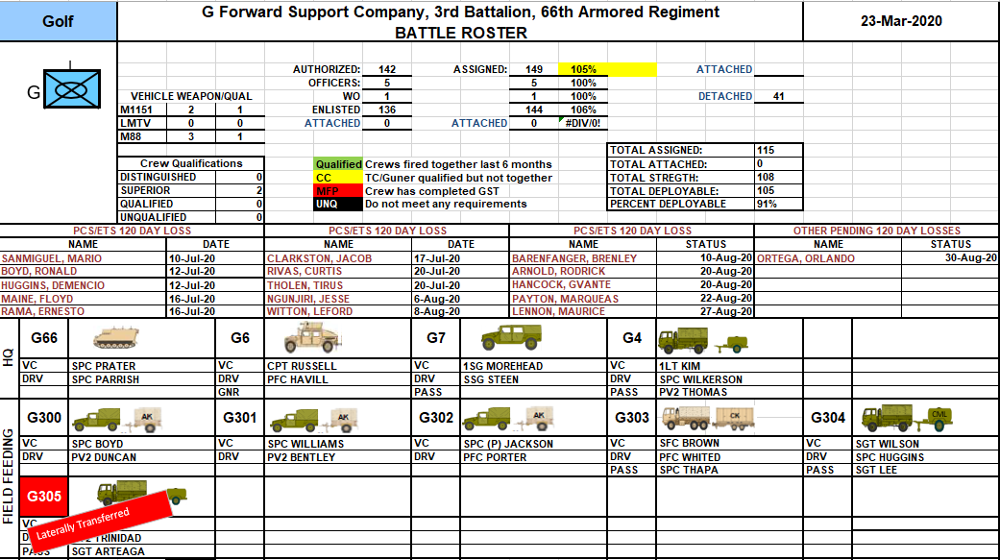 Golf
G Forward Support Company, 3rd Battalion, 66th Armored Regiment
BATTLE ROSTER
23-Mar-2020
G
AUTHORIZED: 142 ASSIGNED: 149 105% ATTACHED
OFFICERS: 5 5 100%
VEHICLE WEAPON/QUAL WO 1 1 100% DETACHED 41
M1151 2 1 ENLISTED 136 144 106%
LMTV 0 0 ATTACHED 0 ATTACHED 0 #DIV/0!
M88 3 1
Crew Qualifications
DISTINGUISHED 0
SUPERIOR 2
QUALIFIED 0
UNQUALIFIED 0
Qualified Crews fired together last 6 months
CC TC/Guner qualified but not together
MFP Crew has completed GST
UNQ Do not meet any requirements
TOTAL ASSIGNED: 115
TOTAL ATTACHED: 0
TOTAL STREGTH: 108
TOTAL DEPLOYABLE: 105
PERCENT DEPLOYABLE 91%
PCS/ETS 120 DAY LOSS PCS/ETS 120 DAY LOSS PCS/ETS 120 DAY LOSS OTHER PENDING 120 DAY LOSSES
NAME DATE NAME DATE NAME STATUS NAME STATUS
SANMIGUEL, MARIO 10-Jul-20 CLARKSTON, JACOB 17-Jul-20 BARENFANGER, BRENLEY 10-Aug-20 ORTEGA, ORLANDO 30-Aug-20
BOYD, RONALD 12-Jul-20 RIVAS, CURTIS 20-Jul-20 ARNOLD, RODRICK 20-Aug-20
HUGGINS, DEMENCIO 12-Jul-20 THOLEN, TIRUS 20-Jul-20 HANCOCK, GVANTE 20-Aug-20
MAINE, FLOYD 16-Jul-20 NGUNJIRI, JESSE 6-Aug-20 PAYTON, MARQUEAS 22-Aug-20
RAMA, ERNESTO 16-Jul-20 WITTON, LEFORD 8-Aug-20 LENNON, MAURICE 27-Aug-20
HQ
G66 G6 G7 G4
VC SPC PRATER VC CPT RUSSELL VC 1SG MOREHEAD VC 1LT KIM
DRV SPC PARRISH DRV PFC HAVILL DRV SSG STEEN DRV SPC WILKERSON
GNR PASS PASS PV2 THOMAS
FIELD FEEDING
G300 AK G301 AK G302 AK G303 CK G304 CML
VC SPC BOYD VC SPC WILLIAMS VC SPC (P) JACKSON VC SFC BROWN VC SGT WILSON
DRV PV2 DUNCAN DRV PV2 BENTLEY DRV PFC PORTER DRV PFC WHITED DRV SPC HUGGINS
PASS SPC THAPA PASS SGT LEE
G305
Laterally Transferred
VC
TRINIDAD
PASS SGT ARTEAGA